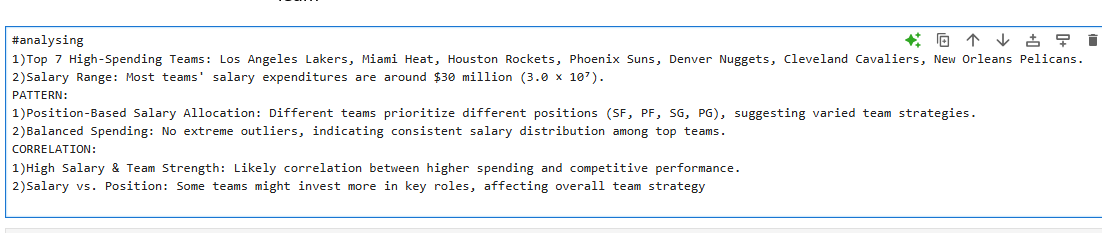 #analysing
1)Top 7 High-Spending Teams: Los Angeles Lakers, Miami Heat, Houston Rockets, Phoenix Suns, Denver Nuggets, Cleveland Cavaliers, New Orleans Pelicans.
2)Salary Range: Most teams' salary expenditures are around $30 million (3.0 × 10⁷).
PATTERN:
1)Position-Based Salary Allocation: Different teams prioritize different positions (SF, PF, SG, PG), suggesting varied team strategies.
2)Balanced Spending: No extreme outliers, indicating consistent salary distribution among top teams.
CORRELATION:
1)High Salary & Team Strength: Likely correlation between higher spending and competitive performance.
2)Salary vs. Position: Some teams might invest more in key roles, affecting overall team strategy